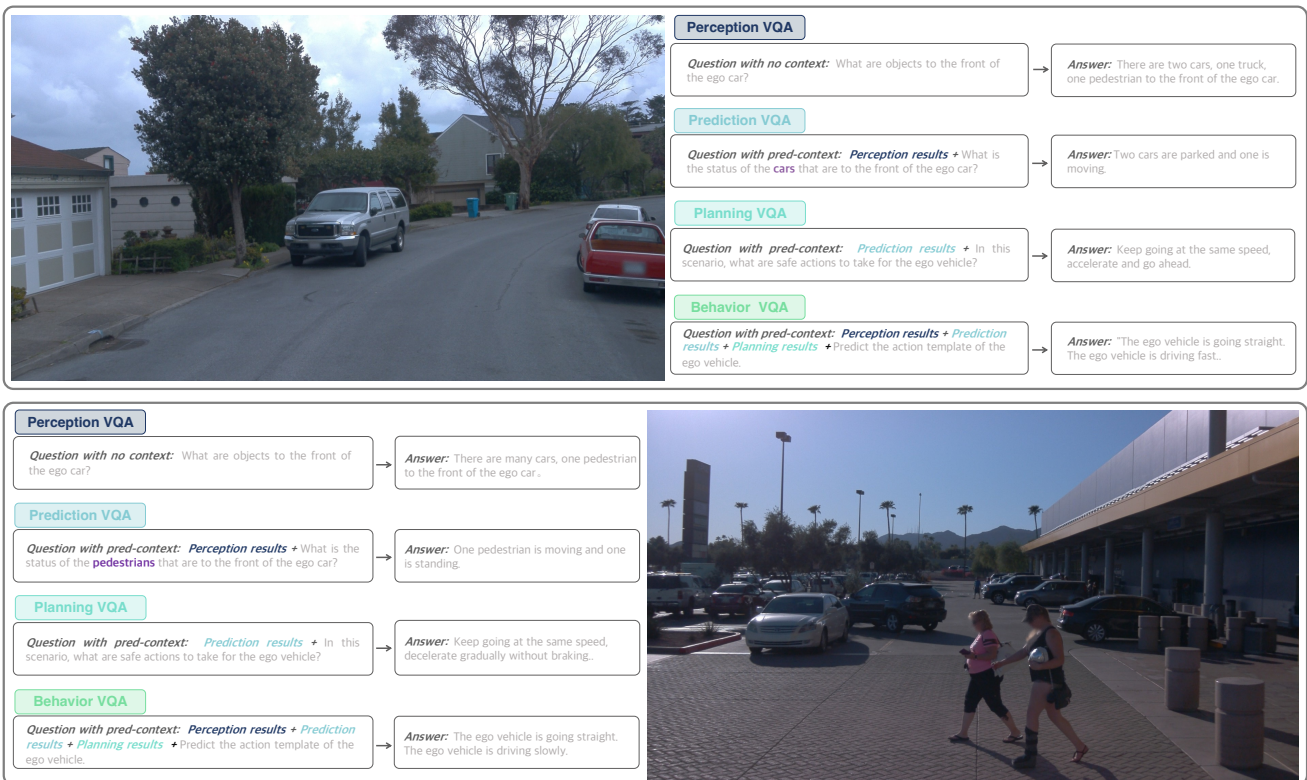 Perception VQA
Question with no context: What are objects to the front of
the ego car?
Answer: There are two cars, one truck,
one pedestrian to the front of the ego car.
Prediction VQA
Question with pred-context: Perception results + What is
the status of the cars that are to the front of the ego car?
Answer: Two cars are parked and one is
moving.
Planning VQA
Question with pred-context: Prediction results + In this
scenario, what are safe actions to take for the ego vehicle?
Answer: Keep going at the same speed,
accelerate and go ahead.
Behavior VQA
Question with pred-context: Perception results + Prediction
results + Planning results + Predict the action template of the
ego vehicle.
Answer: "The ego vehicle is going straight.
The ego vehicle is driving fast..
Perception VQA
Question with no context: What are objects to the front of
the ego car?
Answer: There are many cars, one pedestrian
to the front of the ego car.
Prediction VQA
Question with pred-context: Perception results + What is the
status of the pedestrians that are to the front of the ego car?
Answer: One pedestrian is moving and one
is standing.
Planning VQA
Question with pred-context: Prediction results + In this
scenario, what are safe actions to take for the ego vehicle?
Answer: Keep going at the same speed,
decelerate gradually without braking..
Behavior VQA
Question with pred-context: Perception results + Prediction
results + Planning results + Predict the action template of the
ego vehicle.
Answer: The ego vehicle is going straight.
The ego vehicle is driving slowly.